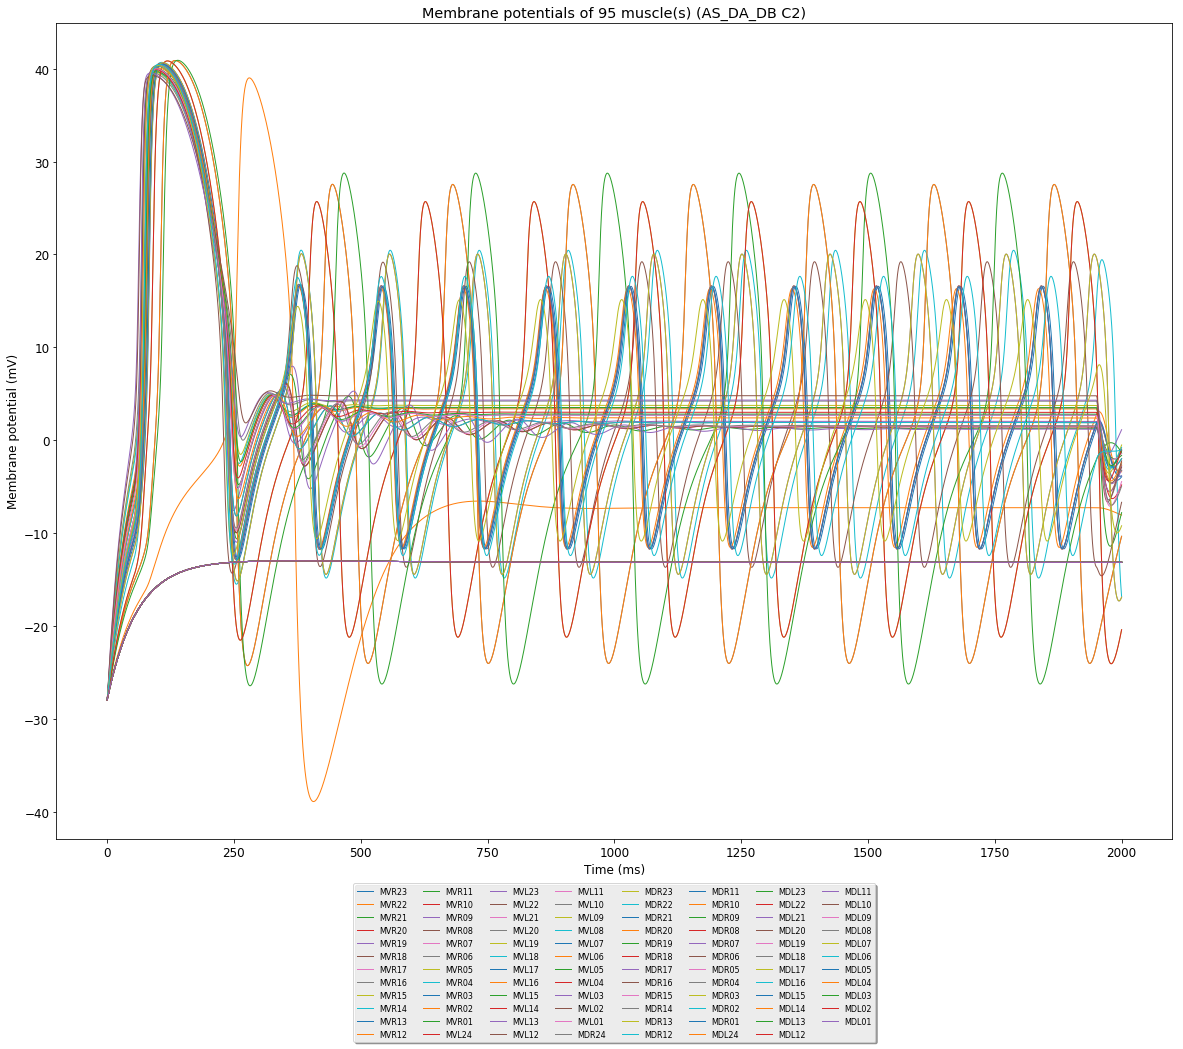 Membrane potentials of 95 muscle(s) (AS_DA_DB C2)
40
30
20
10
0
−10
−20
−30
−40
Membrane potential (mV)
0 250 500 750 1000 1250 1500 1750 2000
Time (ms)
MVR23 MVR11 MVL23 MVL11 MDR23 MDR11 MDL23 MDL11
MVR22 MVR10 MVL22 MVL10 MDR22 MDR10 MDL22 MDL10
MVR21 MVR09 MVL21 MVL09 MDR21 MDR09 MDL21 MDL09
MVR20 MVR08 MVL20 MVL08 MDR20 MDR08 MDL20 MDL08
MVR19 MVR07 MVL19 MVL07 MDR19 MDR07 MDL19 MDL07
MVR18 MVR06 MVL18 MVL06 MDR18 MDR06 MDL18 MDL06
MVR17 MVR05 MVL17 MVL05 MDR17 MDR05 MDL17 MDL05
MVR16 MVR04 MVL16 MVL04 MDR16 MDR04 MDL16 MDL04
MVR15 MVR03 MVL15 MVL03 MDR15 MDR03 MDL15 MDL03
MVR14 MVR02 MVL14 MVL02 MDR14 MDR02 MDL14 MDL02
MVR13 MVR01 MVL13 MVL01 MDR13 MDR01 MDL13 MDL01
MVR12 MVL24 MVL12 MDR24 MDR12 MDL24 MDL12